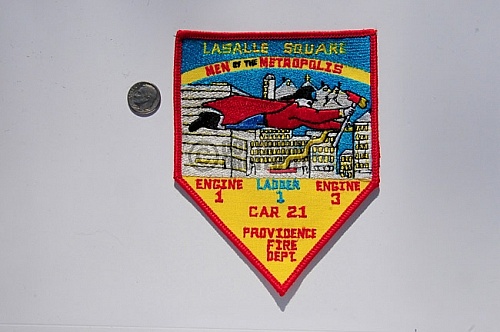 LASALLE SQUARE
MEN OF THE METROPOLIS
ENGINE 1
LADDER 1
ENGINE 3
CAR 21
PROVIDENCE
FIRE
DEPT.